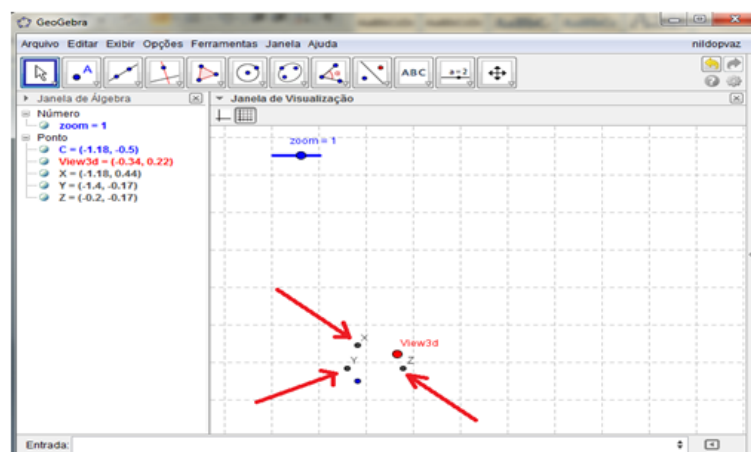 GeoGebra
Arquivo Editar Exibir Opções Ferramentas Janela Ajuda
nildopvaz
A
ABC
a=2
Janela de Álgebra
Janela de Visualização
Número
zoom = 1
Ponto
C = (-1.18, -0.5)
View3d = (-0.34, 0.22)
X = (-1.18, 0.44)
Y = (-1.4, -0.17)
Z = (-0.2, -0.17)
zoom = 1
X
View3d
Y
Z
Entrada: